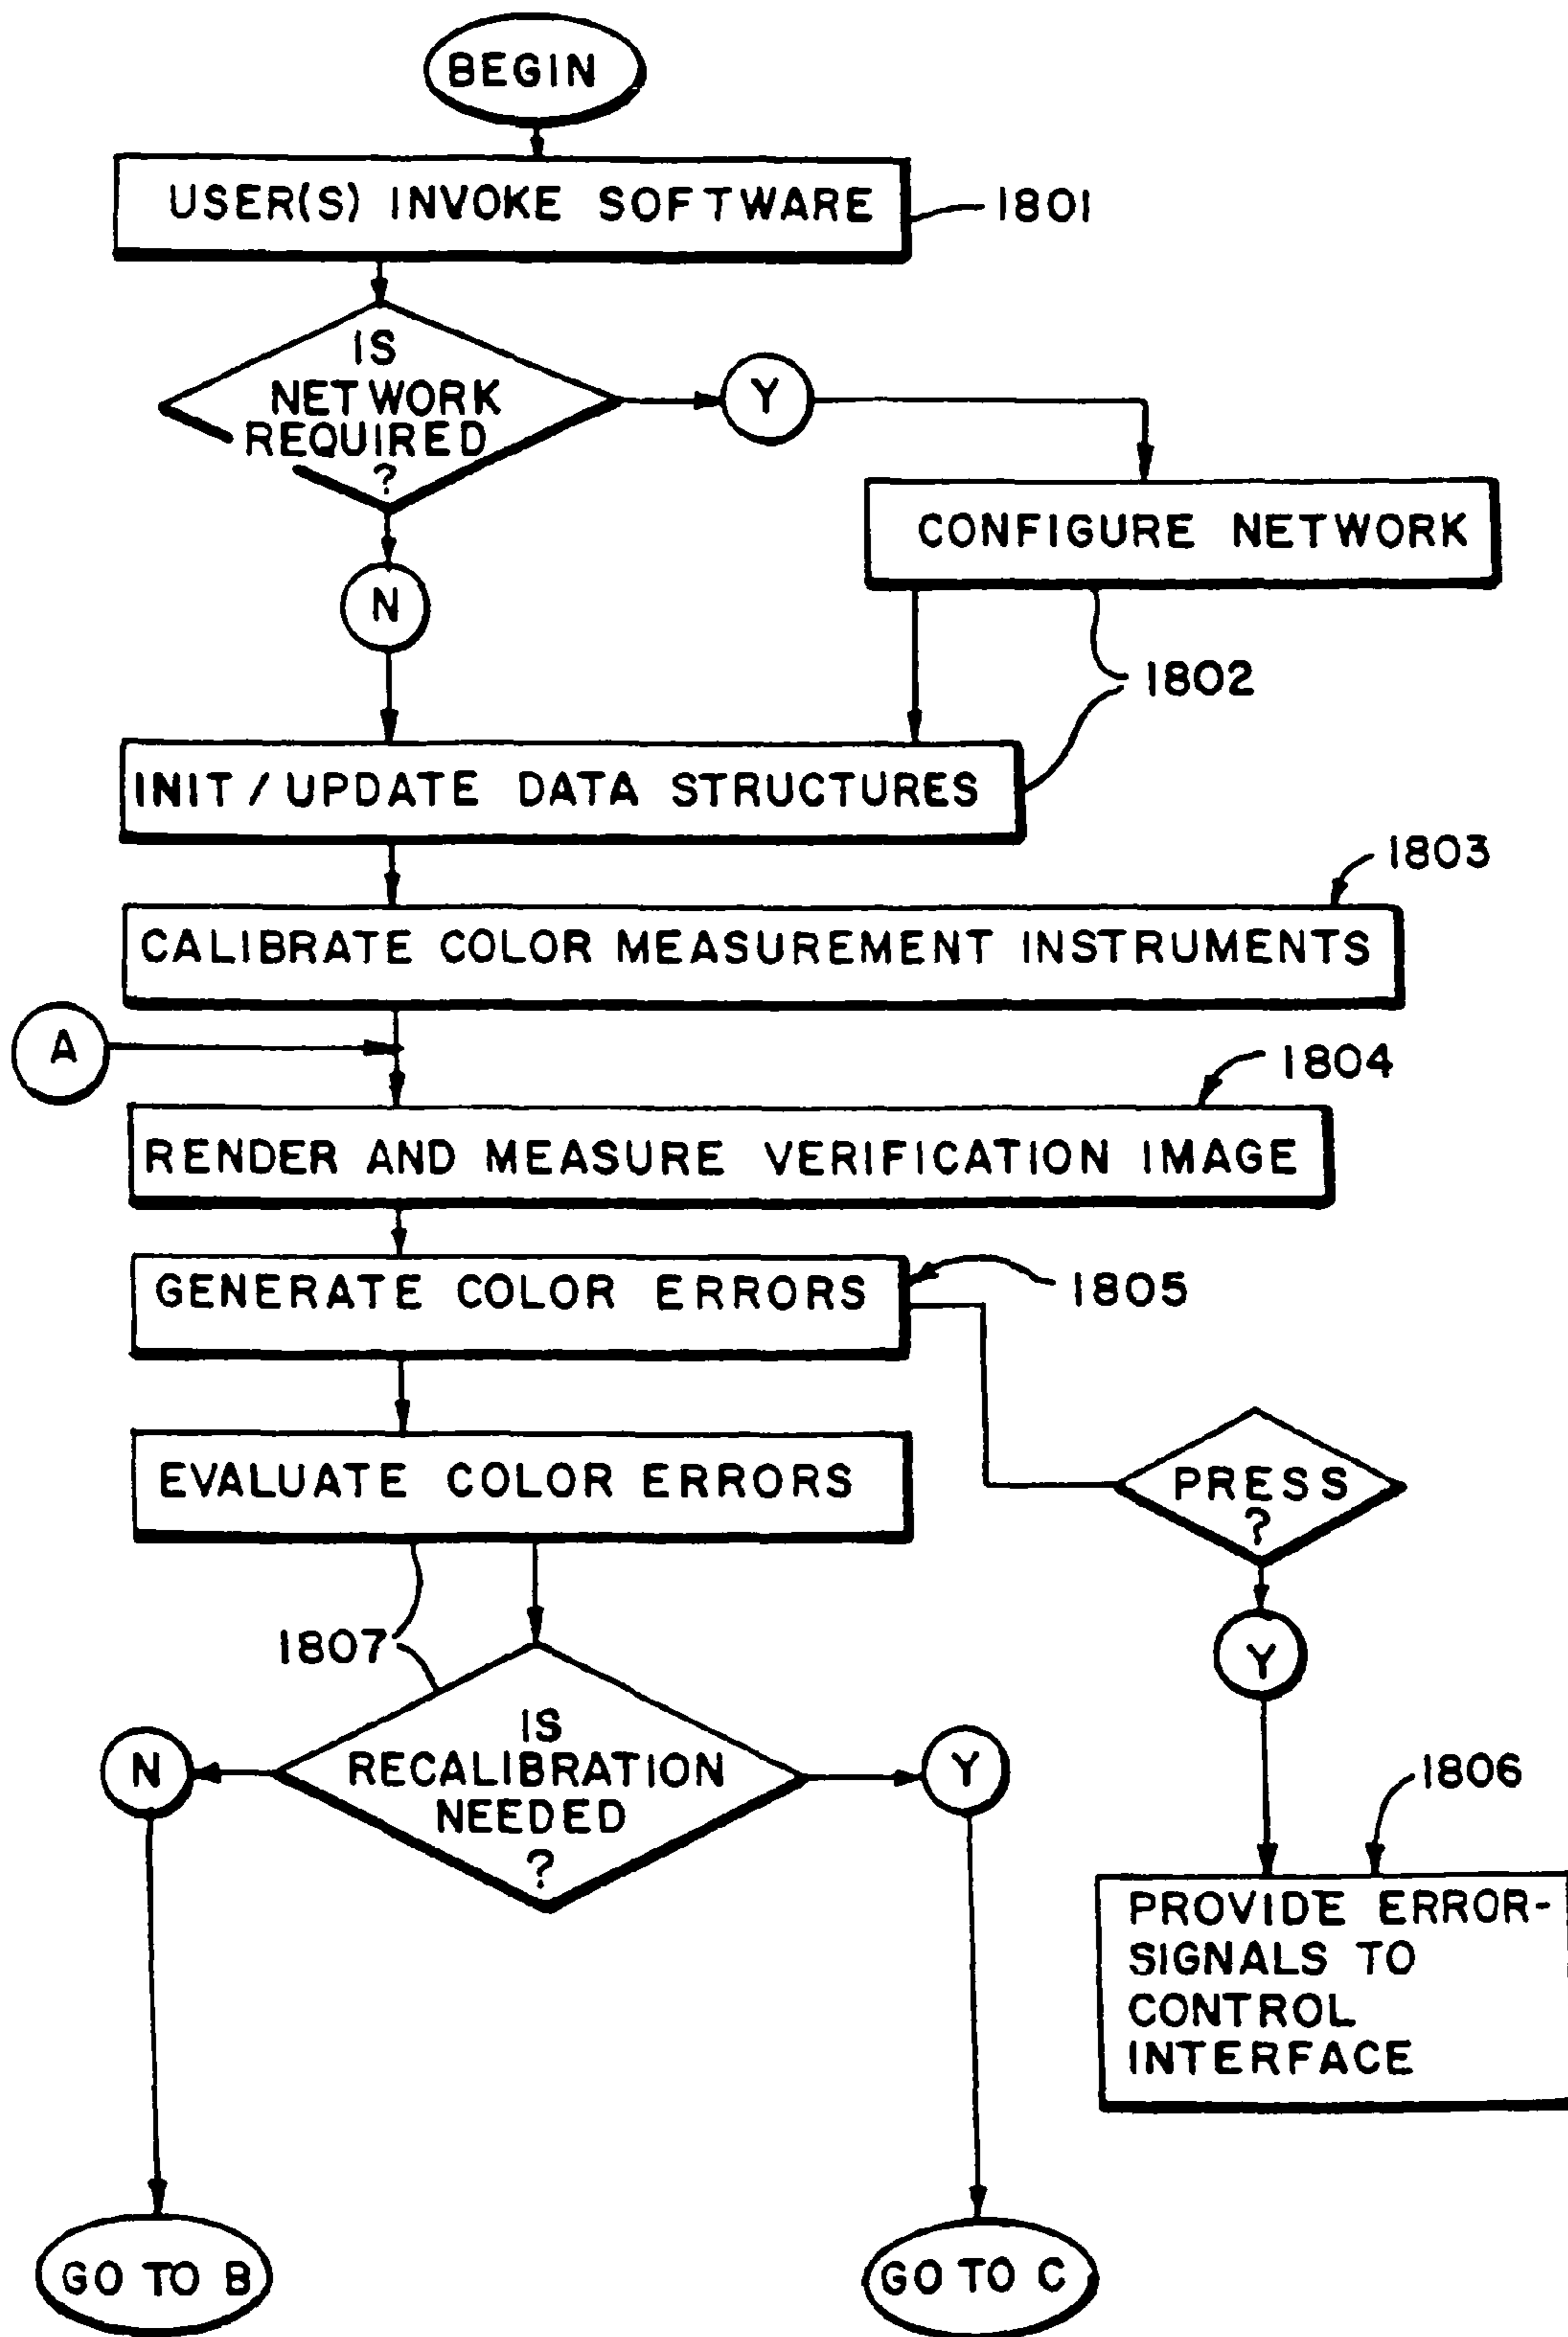 BEGIN
USER(S) INVOKE SOFTWARE
1801
IS
NETWORK
REQUIRED
?
Y
CONFIGURE NETWORK
N
1802
INIT / UPDATE DATA STRUCTURES
1803
CALIBRATE COLOR MEASUREMENT INSTRUMENTS
A
1804
RENDER AND MEASURE VERIFICATION IMAGE
GENERATE COLOR ERRORS
1805
EVALUATE COLOR ERRORS
PRESS
?
1807
Y
IS
RECALIBRATION
NEEDED
?
N
Y
1806
PROVIDE ERROR-
SIGNALS TO
CONTROL
INTERFACE
GO TO B
GO TO C